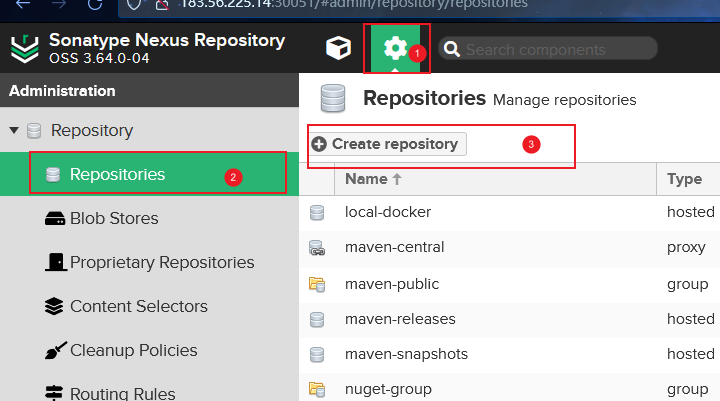 183.56.225.14:30051/#admin/repository/repositories
Sonatype Nexus Repository
OSS 3.64.0-04
1
Search components
Administration
Repositories Manage repositories
Repository
Create repository
3
Repositories
2
Name
Type
Blob Stores
local-docker
hosted
Proprietary Repositories
maven-central
proxy
Content Selectors
maven-public
group
maven-releases
hosted
Cleanup Policies
maven-snapshots
hosted
Routing Rules
nuget-group
group